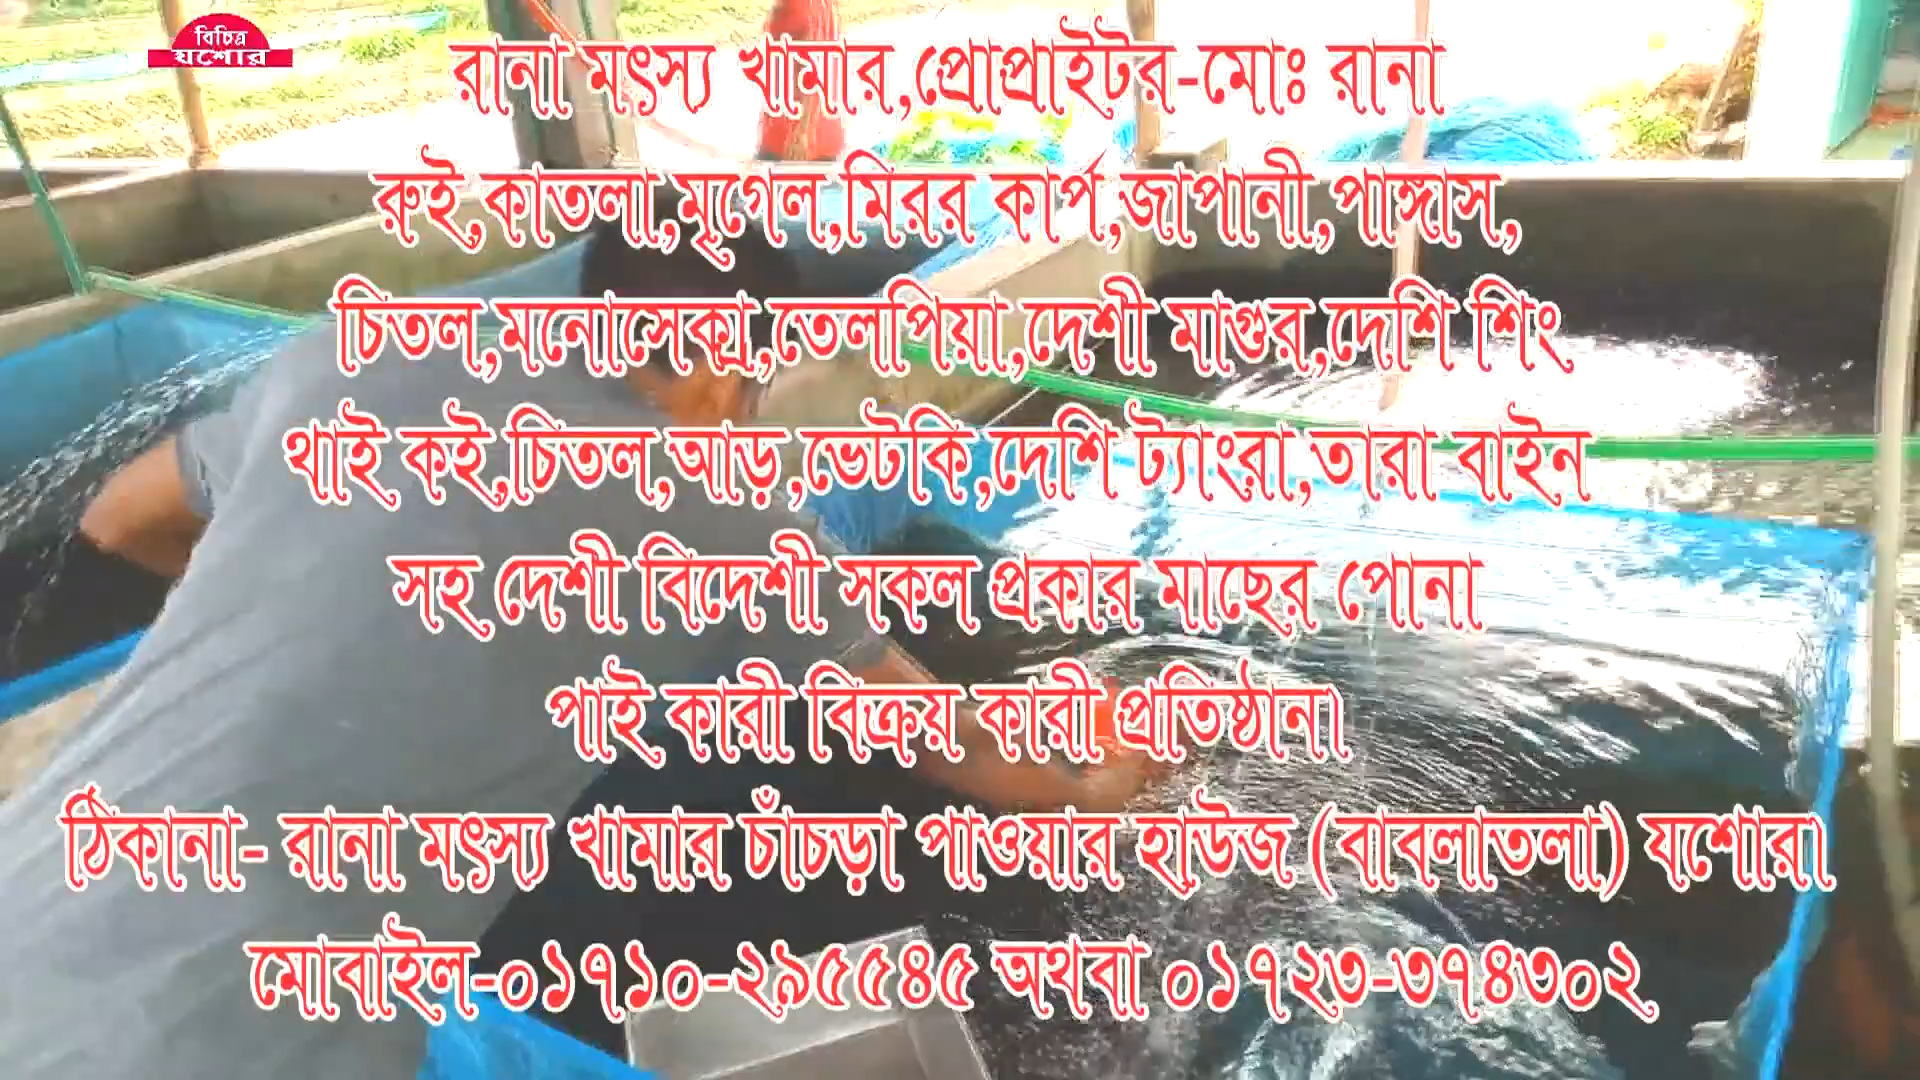 বিচিত্র
যশোর
রানা মৎস্য খামার,প্রোপ্রাইটর-মোঃ রানা
রুই,কাতলা,মৃগেল,মিরর কার্প,জাপানী,পাঙ্গাস,
চিতল,মনোসেক্স,তেলপিয়া,দেশী মাগুর,দেশি শিং
থাই কই,চিতল,আড়,ভেটকি,দেশি ট্যাংরা,তারা বাইন
সহ দেশী বিদেশী সকল প্রকার মাছের পোনা
পাই কারী বিক্রয় কারী প্রতিষ্ঠান।
ঠিকানা- রানা মৎস্য খামার চাঁচড়া পাওয়ার হাউজ (বাবলাতলা) যশোর।
মোবাইল-০১৭১০-২৯৫৫৪৫ অথবা ০১৭২৩-৩৭৪৩০২